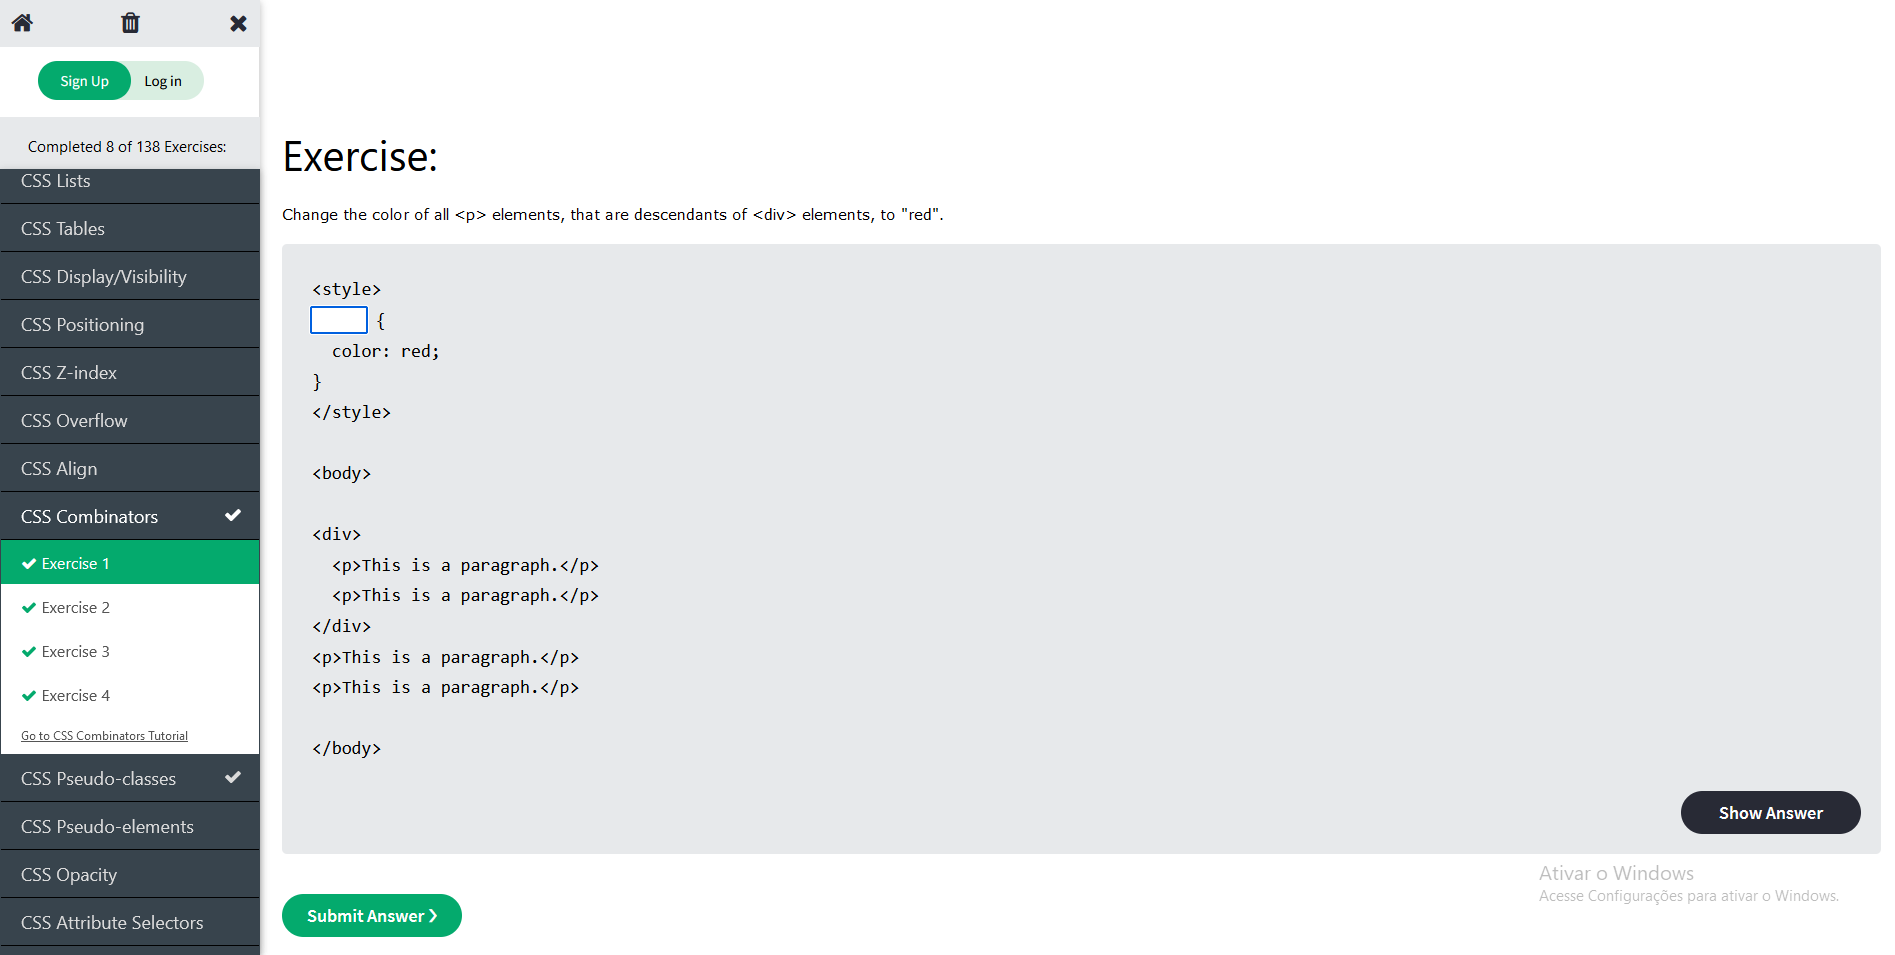 Sign Up
Log in
Completed 8 of 138 Exercises:
CSS Lists
CSS Tables
CSS Display/Visibility
CSS Positioning
CSS Z-index
CSS Overflow
CSS Align
CSS Combinators
Exercise 1
Exercise 2
Exercise 3
Exercise 4
Go to CSS Combinators Tutorial
CSS Pseudo-classes
CSS Pseudo-elements
CSS Opacity
CSS Attribute Selectors
Exercise:
Change the color of all <p> elements, that are descendants of <div> elements, to "red".
<style>
{
color: red;
}
</style>
<body>
<div>
<p>This is a paragraph.</p>
<p>This is a paragraph.</p>
</div>
<p>This is a paragraph.</p>
<p>This is a paragraph.</p>
</body>
Show Answer
Submit Answer ❯
Ativar o Windows
Acesse Configurações para ativar o Windows.